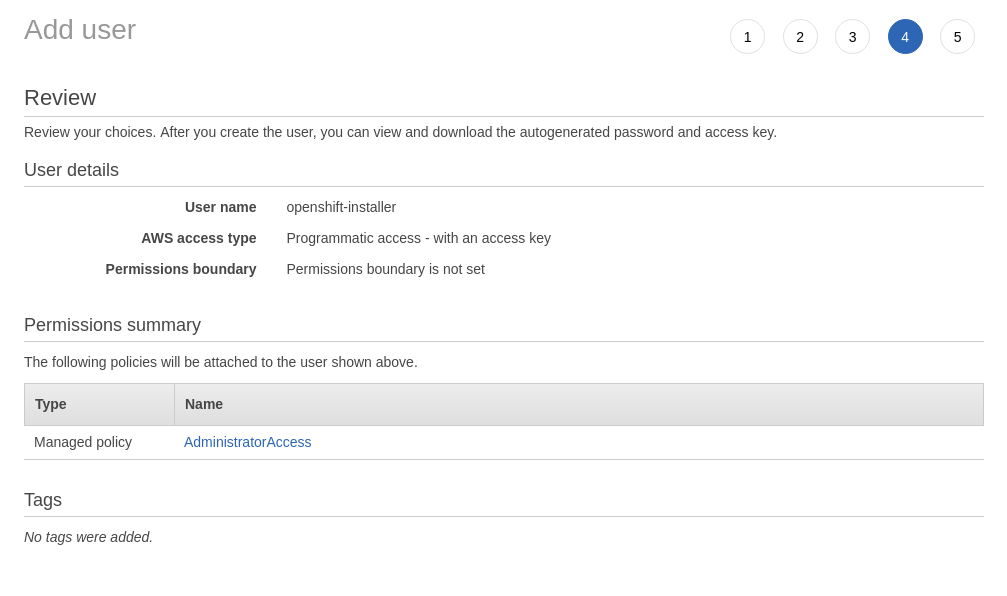 Add user
1 2 3 4 5
Review
Review your choices. After you create the user, you can view and download the autogenerated password and access key.
User details
User name openshift-installer
AWS access type Programmatic access - with an access key
Permissions boundary Permissions boundary is not set
Permissions summary
The following policies will be attached to the user shown above.
Type Name
Managed policy AdministratorAccess
Tags
No tags were added.